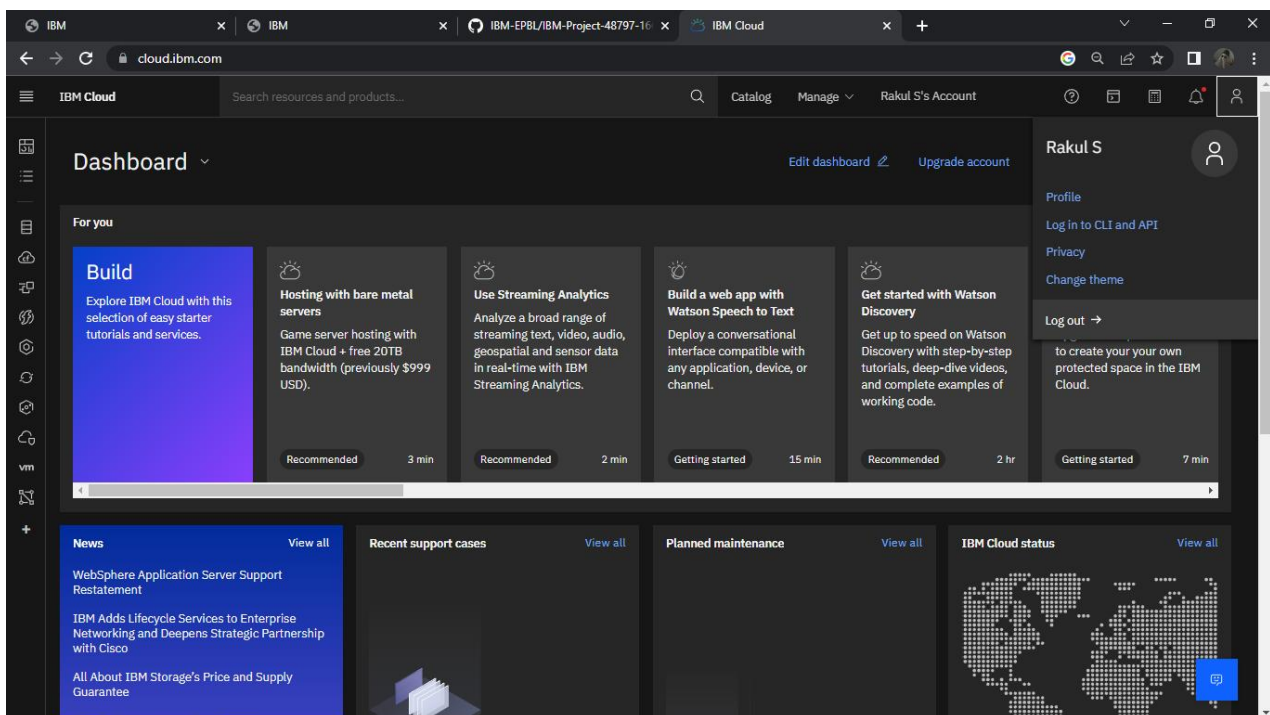 IBM
IBM
IBM-EPBL/IBM-Project-48797-16
IBM Cloud
cloud.ibm.com
IBM Cloud
Search resources and products...
Catalog
Manage
Rakul S's Account
Rakul S
Profile
Log in to CLI and API
Privacy
Change theme
Log out →
Dashboard
Edit dashboard
Upgrade account
For you
Build
Explore IBM Cloud with this
selection of easy starter
tutorials and services.
Hosting with bare metal
servers
Game server hosting with
IBM Cloud + free 20TB
bandwidth (previously $999
USD).
Recommended
3 min
Use Streaming Analytics
Analyze a broad range of
streaming text, video, audio,
geospatial and sensor data
in real-time with IBM
Streaming Analytics.
Recommended
2 min
Build a web app with
Watson Speech to Text
Deploy a conversational
interface compatible with
any application, device, or
channel.
Getting started
15 min
Get started with Watson
Discovery
Get up to speed on Watson
Discovery with step-by-step
tutorials, deep-dive videos,
and complete examples of
working code.
Recommended
2 hr
to create your your own
protected space in the IBM
Cloud.
Getting started
7 min
vm
News
View all
WebSphere Application Server Support
Restatement
IBM Adds Lifecycle Services to Enterprise
Networking and Deepens Strategic Partnership
with Cisco
All About IBM Storage's Price and Supply
Guarantee
Recent support cases
View all
Planned maintenance
View all
IBM Cloud status
View all